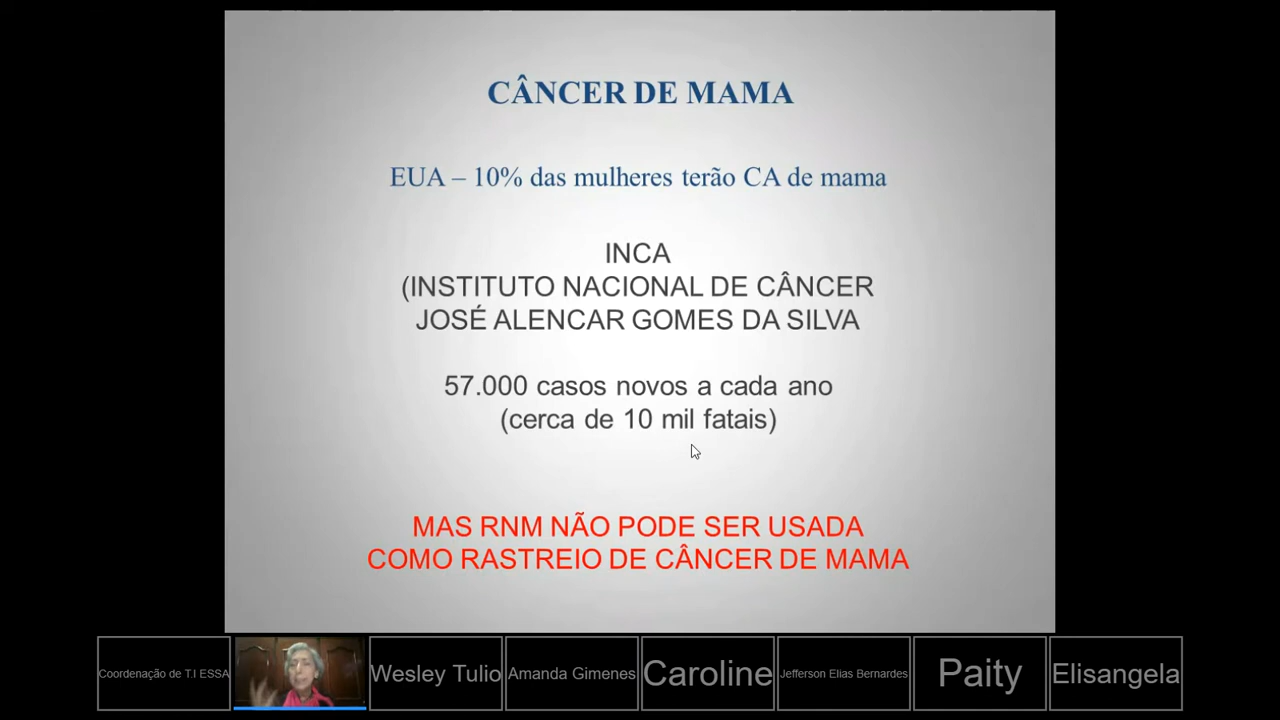 CÂNCER DE MAMA
EUA – 10% das mulheres terão CA de mama
INCA
(INSTITUTO NACIONAL DE CÂNCER
JOSÉ ALENCAR GOMES DA SILVA
57.000 casos novos a cada ano
(cerca de 10 mil fatais)
MAS RNM NÃO PODE SER USADA
COMO RASTREIO DE CÂNCER DE MAMA
Coordenação de T.I ESSA
Wesley Tulio
Amanda Gimenes
Caroline
Jefferson Elias Bernardes
Paity
Elisangela